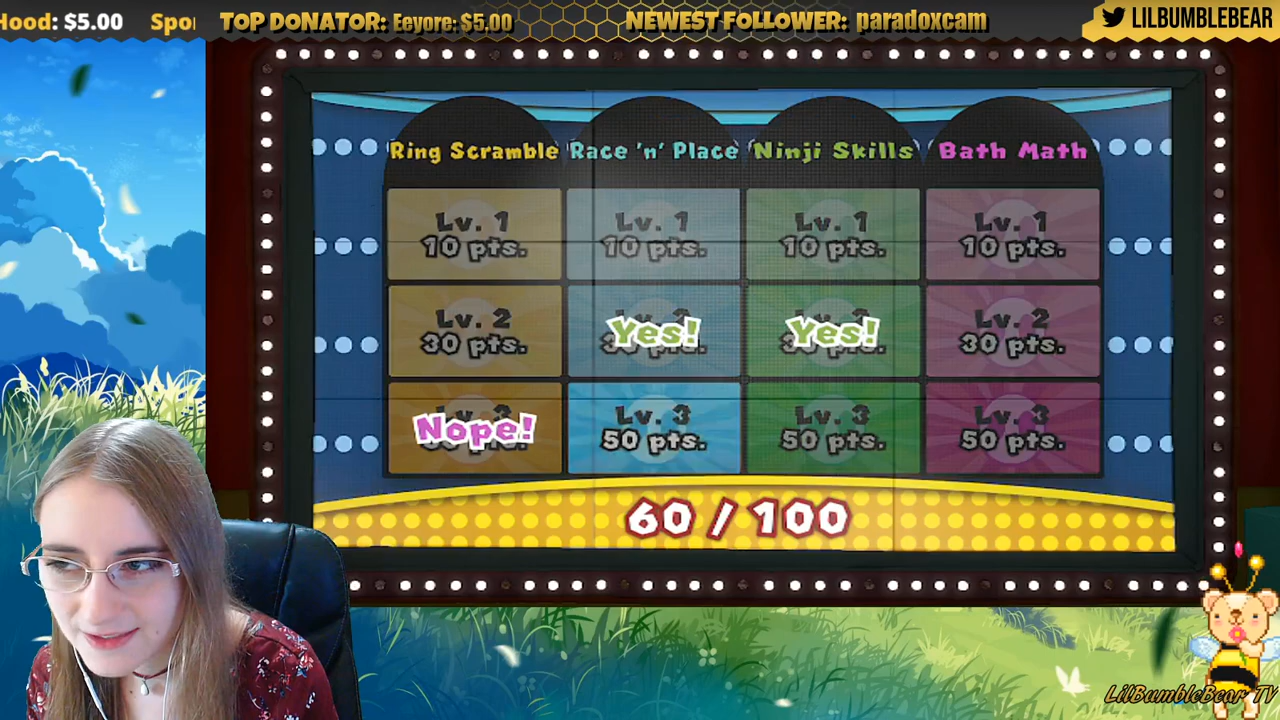 Hood: $5.00 Spo
TOP DONATOR: Eeyore: $5.00
NEWEST FOLLOWER: paradoxcam
LILBUMBLEBEAR
Ring Scramble Race 'n' Place Ninji Skills Bath Math
Lv. 1 Lv. 1 Lv. 1 Lv. 1
10 pts. 10 pts. 10 pts. 10 pts.
Lv. 2 Yes! Yes! Lv. 2
30 pts. 30 pts.
Nope! Lv. 3 Lv. 3 Lv. 3
50 pts. 50 pts. 50 pts.
60 / 100
LilBumbleBear TV